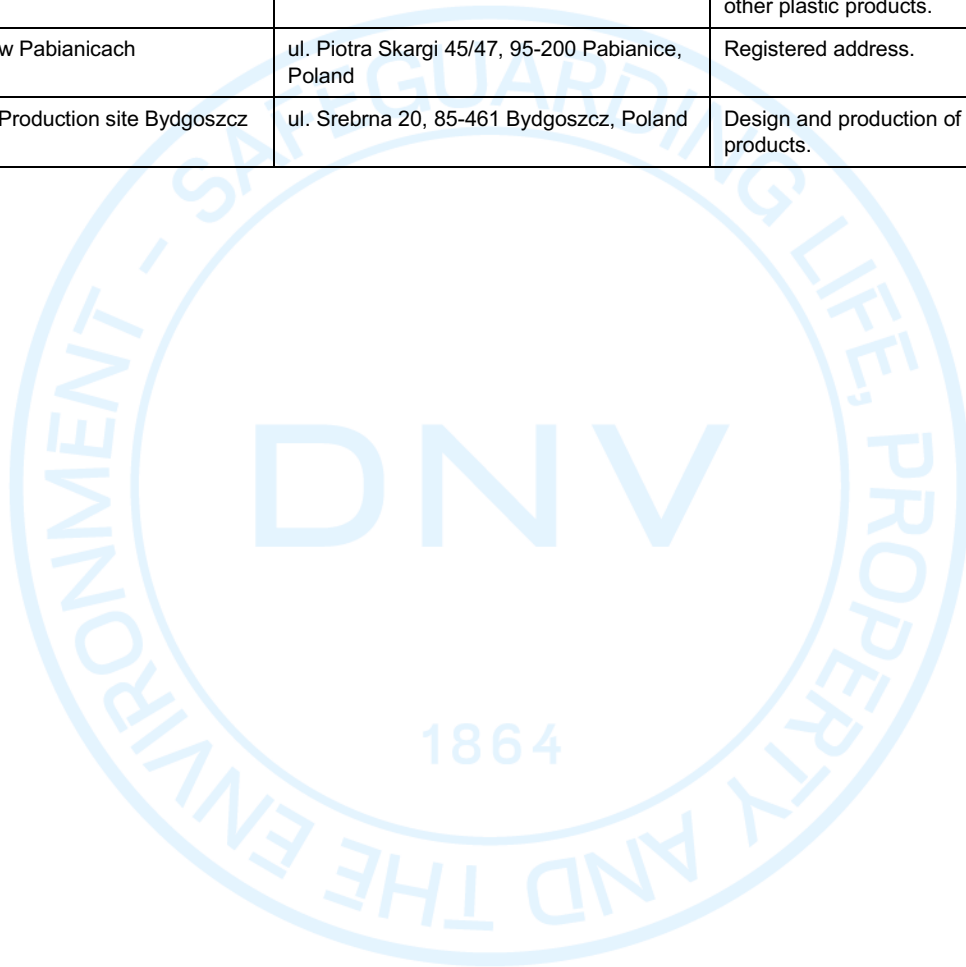 other plastic products.
w Pabianicach
ul. Piotra Skargi 45/47, 95-200 Pabianice,
Poland
Registered address.
Production site Bydgoszcz
ul. Srebrna 20, 85-461 Bydgoszcz, Poland
Design and production of
products.
SAFEGUARDING LIFE, PROPERTY AND THE ENVIRONMENT -
DNV
1864